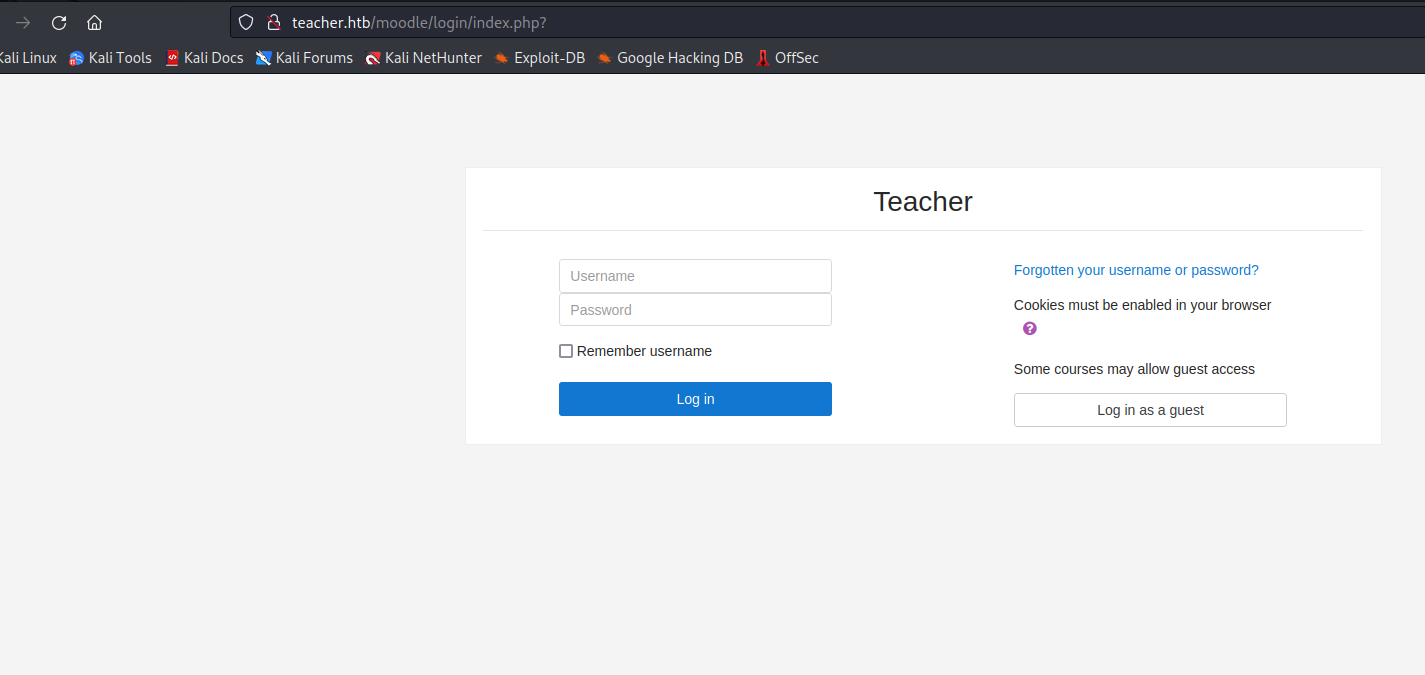 teacher.htb/moodle/login/index.php?
Kali Linux Kali Tools Kali Docs Kali Forums Kali NetHunter Exploit-DB Google Hacking DB OffSec
Teacher
Username
Password
Remember username
Log in
Forgotten your username or password?
Cookies must be enabled in your browser
?
Some courses may allow guest access
Log in as a guest